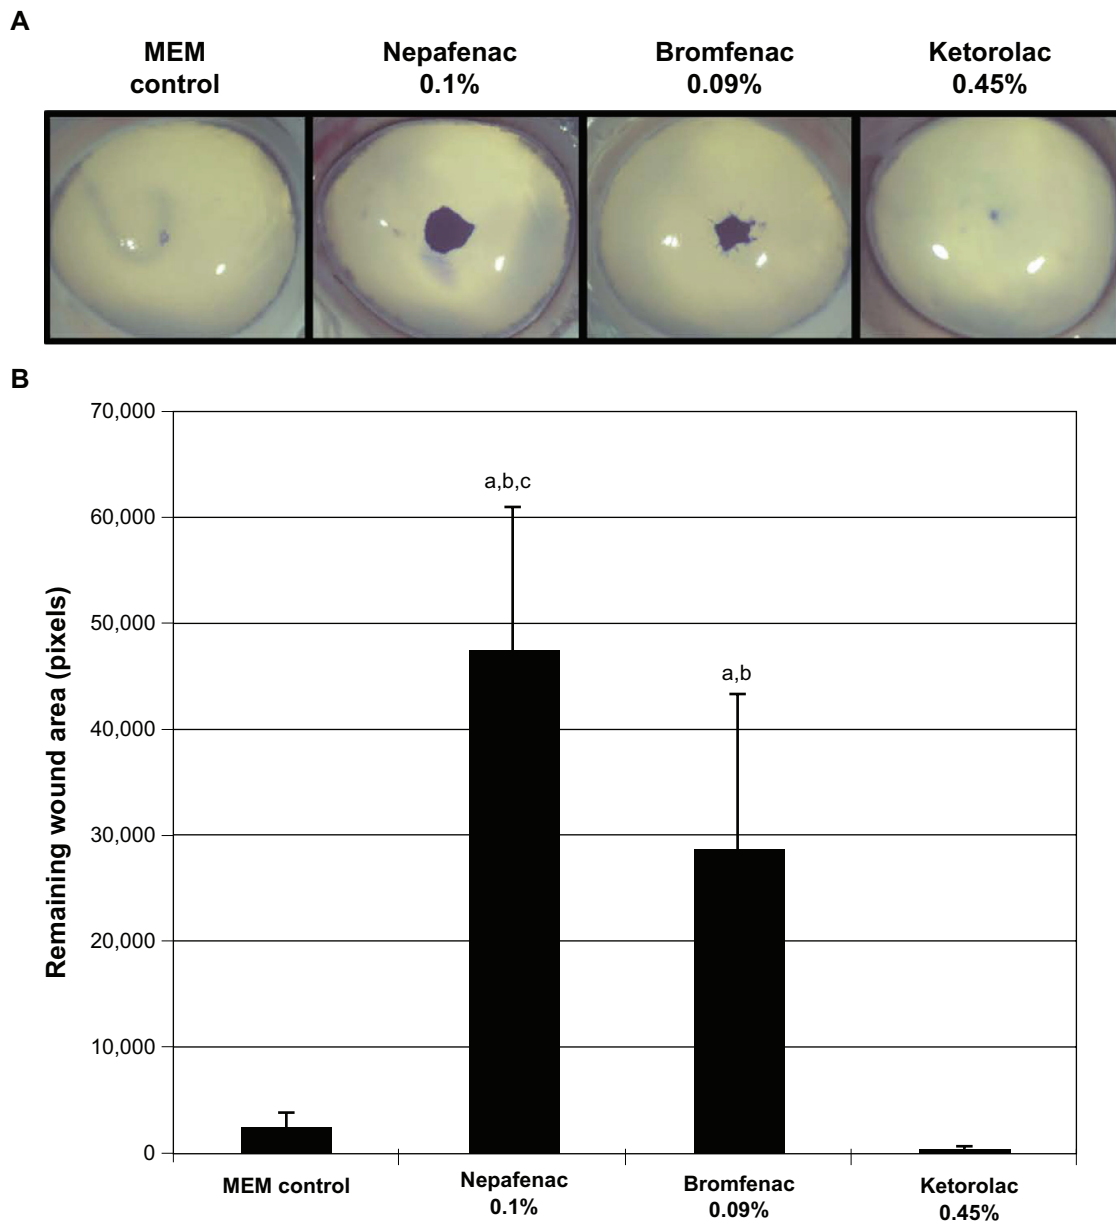 A
MEM
control
Nepafenac
0.1%
Bromfenac
0.09%
Ketorolac
0.45%
B
70,000
60,000
50,000
40,000
30,000
20,000
10,000
0
Remaining wound area (pixels)
a,b,c
a,b
MEM control
Nepafenac
0.1%
Bromfenac
0.09%
Ketorolac
0.45%